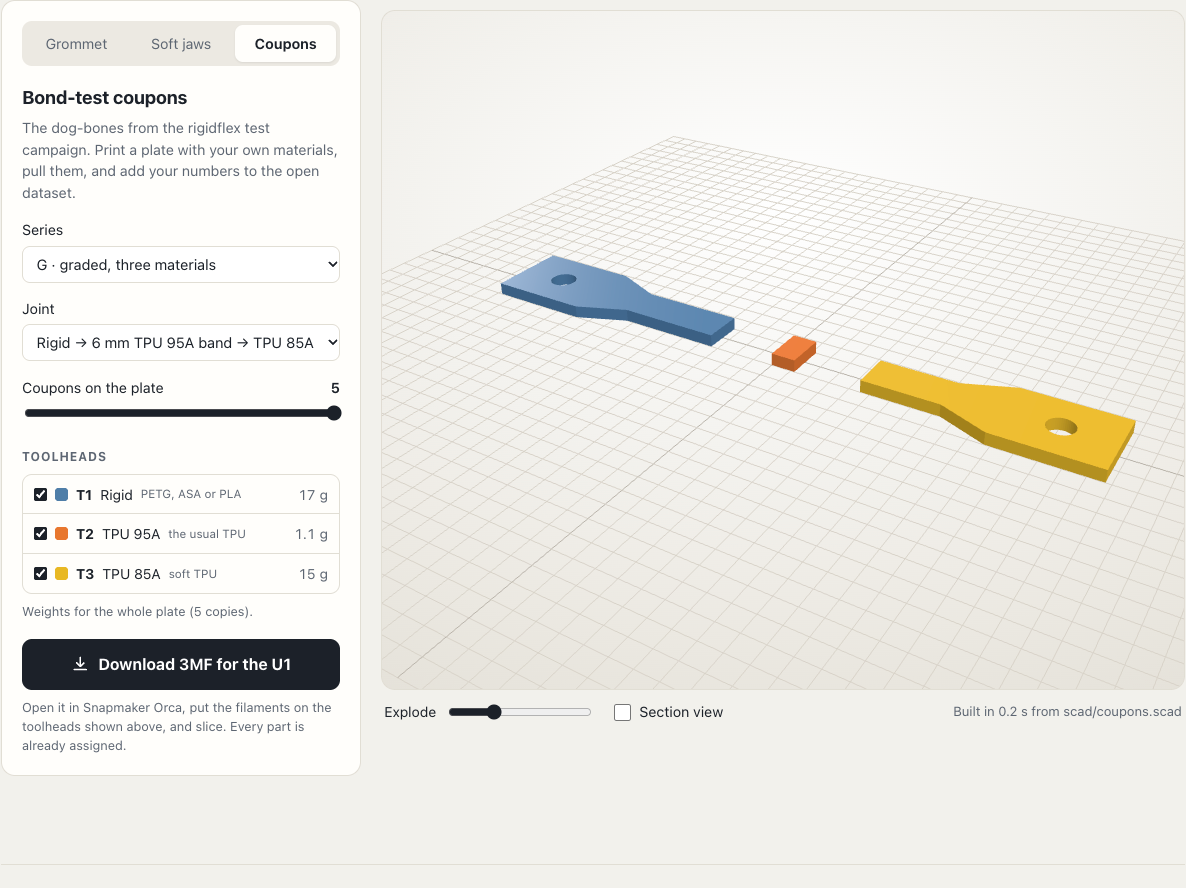 Grommet
Soft jaws
Coupons
Bond-test coupons
The dog-bones from the rigidflex test
campaign. Print a plate with your own materials,
pull them, and add your numbers to the open
dataset.
Series
G · graded, three materials
Joint
Rigid → 6 mm TPU 95A band → TPU 85A
Coupons on the plate 5
TOOLHEADS
T1 Rigid PETG, ASA or PLA 17 g
T2 TPU 95A the usual TPU 1.1 g
T3 TPU 85A soft TPU 15 g
Weights for the whole plate (5 copies).
Download 3MF for the U1
Open it in Snapmaker Orca, put the filaments on the
toolheads shown above, and slice. Every part is
already assigned.
Explode
Section view
Built in 0.2 s from scad/coupons.scad